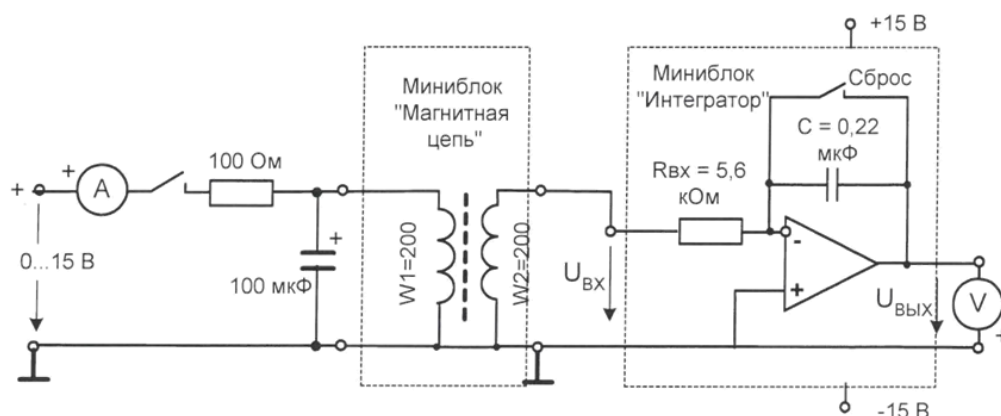 +15 В
Миниблок
"Магнитная
цепь"
Миниблок
"Интегратор"
Сброс
C = 0,22
мкФ
100 Ом
Rвх = 5,6
кОм
+
+
A
+
-
+
0...15 В
100 мкФ
W1=200
W2=200
UВХ
UВЫХ
V
+
-15 В